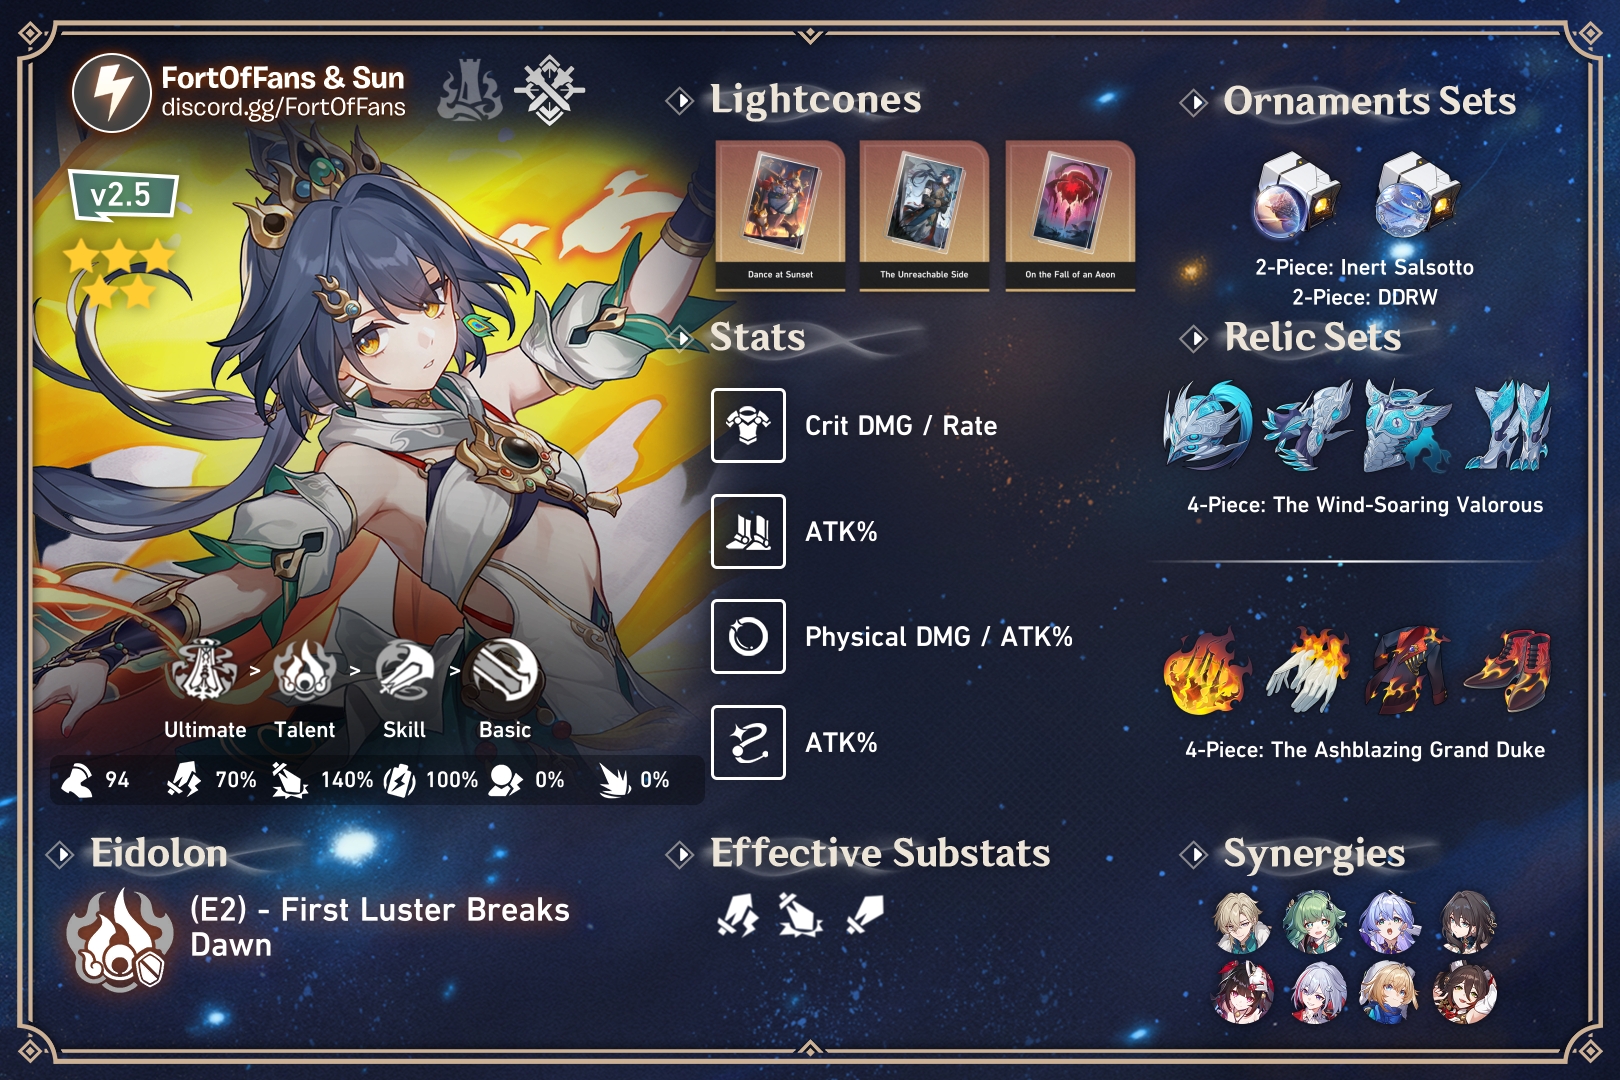 FortOfFans & Sun
discord.gg/FortOfFans
v2.5
Ultimate > Talent > Skill > Basic
94 70% 140% 100% 0% 0%
Eidolon
(E2) - First Luster Breaks
Dawn
Lightcones
Dance at Sunset
The Unreachable Side
On the Fall of an Aeon
Stats
Crit DMG / Rate
ATK%
Physical DMG / ATK%
ATK%
Effective Substats
Ornaments Sets
2-Piece: Inert Salsotto
2-Piece: DDRW
Relic Sets
4-Piece: The Wind-Soaring Valorous
4-Piece: The Ashblazing Grand Duke
Synergies